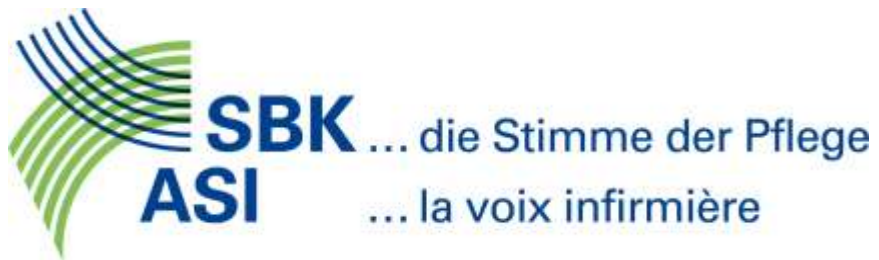 SBK ... die Stimme der Pflege
ASI ... la voix infirmière